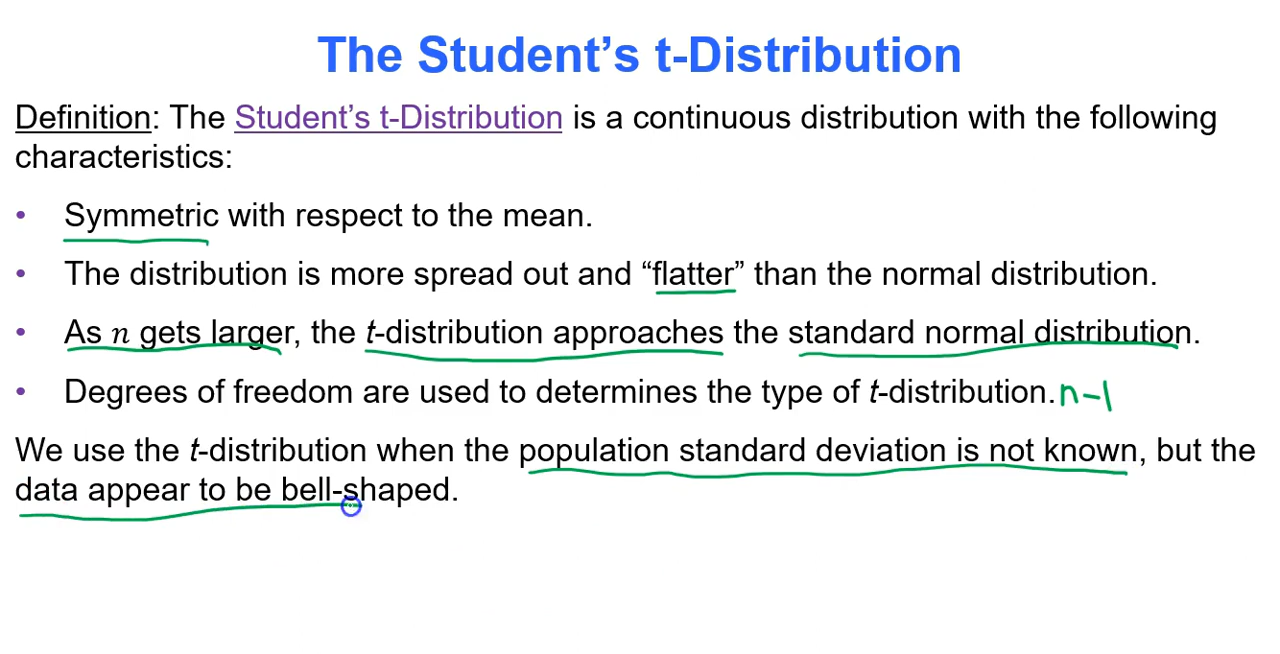 The Student’s t-Distribution
Definition: The Student’s t-Distribution is a continuous distribution with the following
characteristics:
• Symmetric with respect to the mean.
• The distribution is more spread out and “flatter” than the normal distribution.
• As n gets larger, the t-distribution approaches the standard normal distribution.
• Degrees of freedom are used to determines the type of t-distribution. n-1
We use the t-distribution when the population standard deviation is not known, but the
data appear to be bell-shaped.